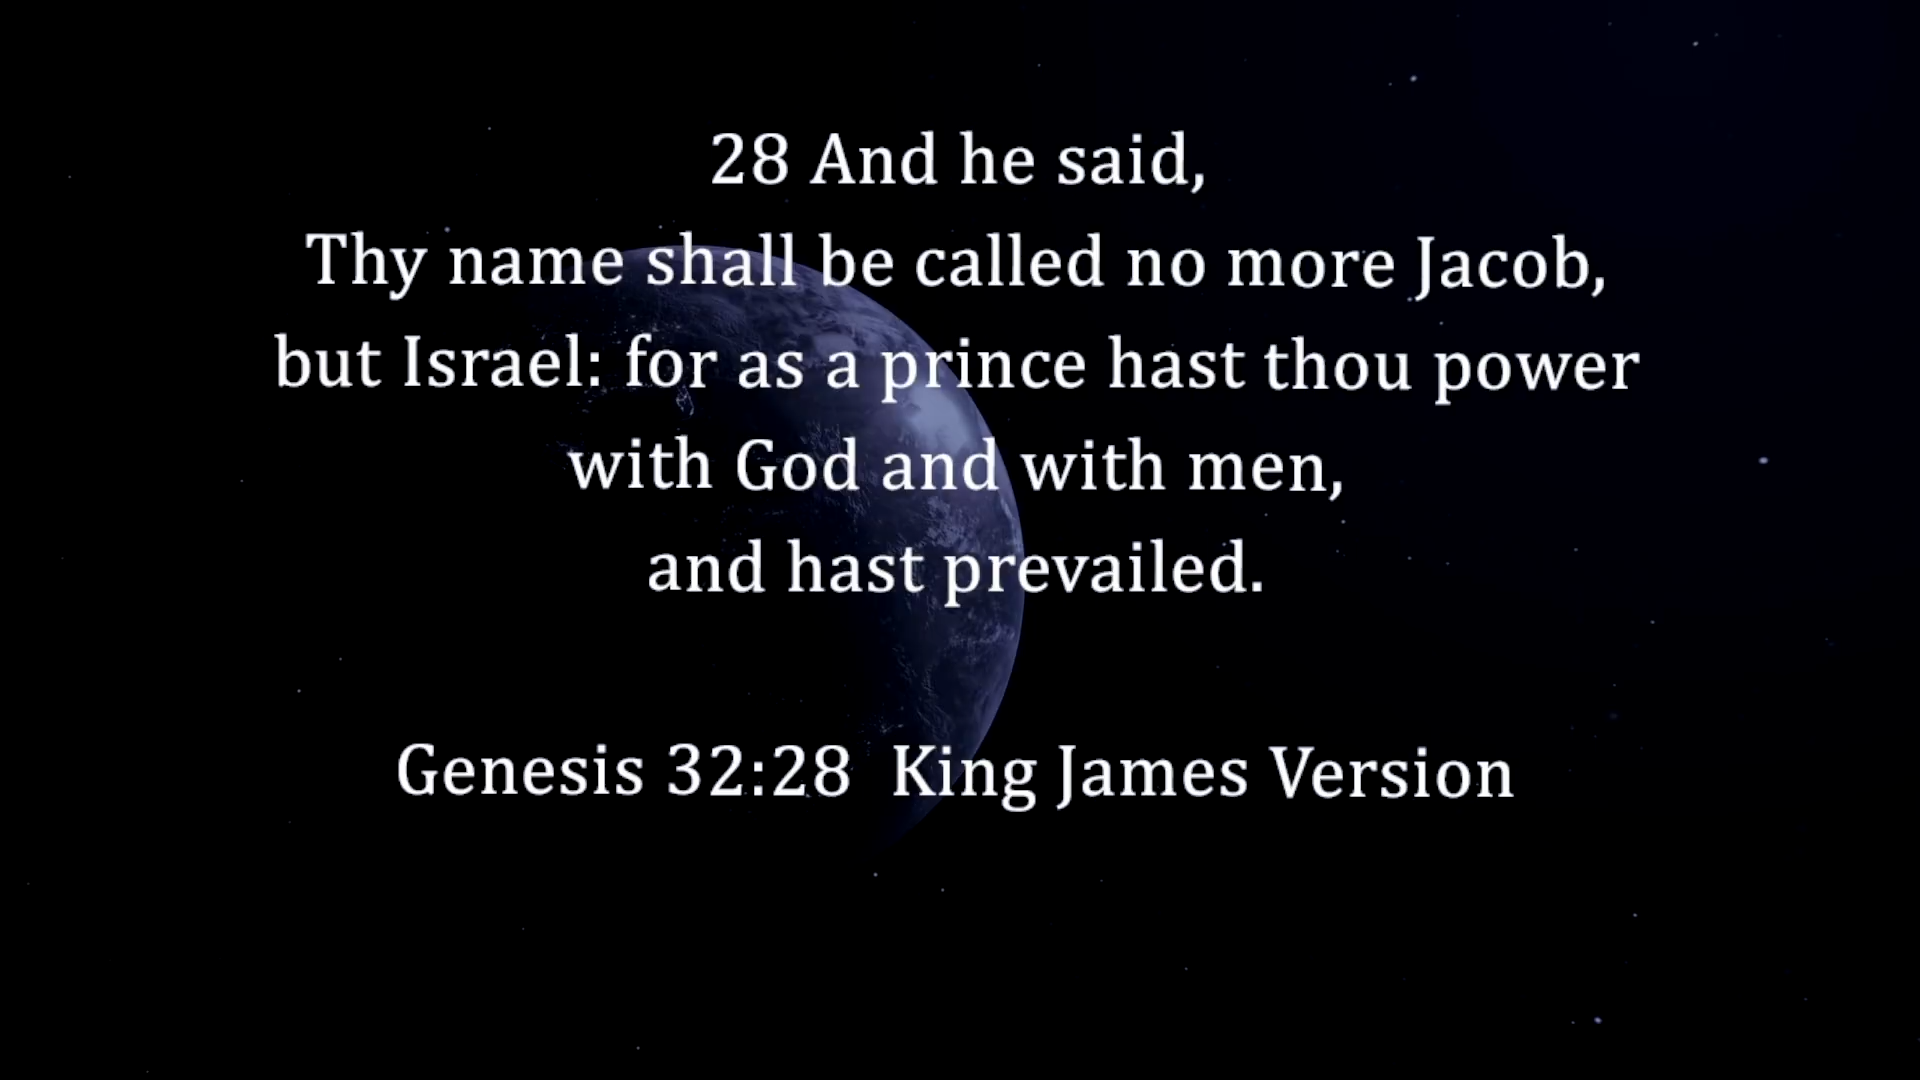 28 And he said,
Thy name shall be called no more Jacob,
but Israel: for as a prince hast thou power
with God and with men,
and hast prevailed.
Genesis 32:28  King James Version